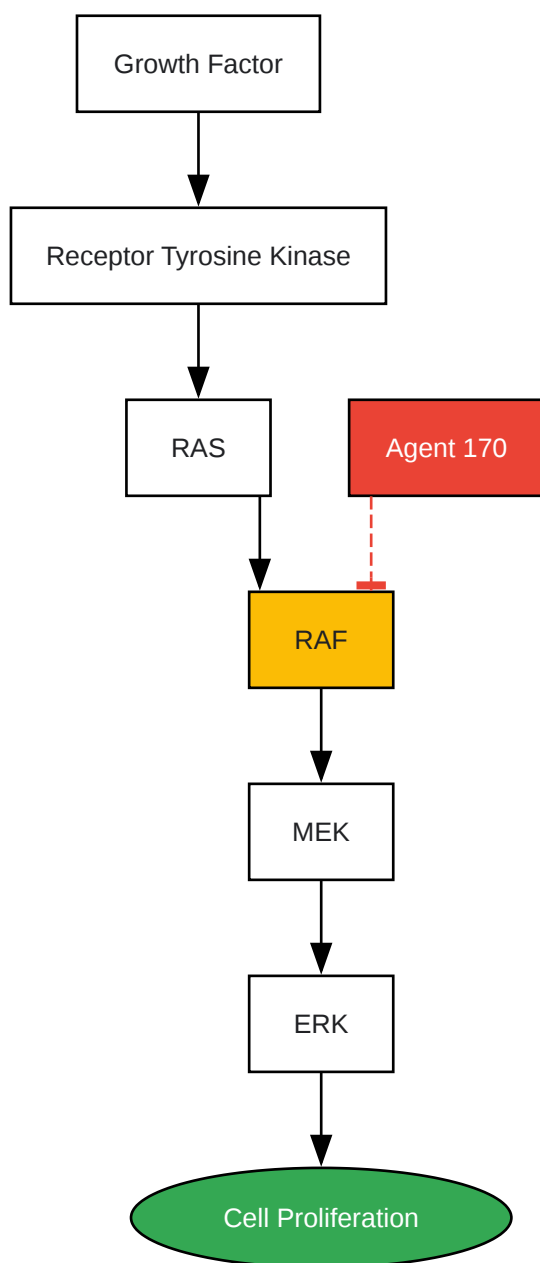 Growth Factor
Receptor Tyrosine Kinase
RAS
Agent 170
RAF
MEK
ERK
Cell Proliferation